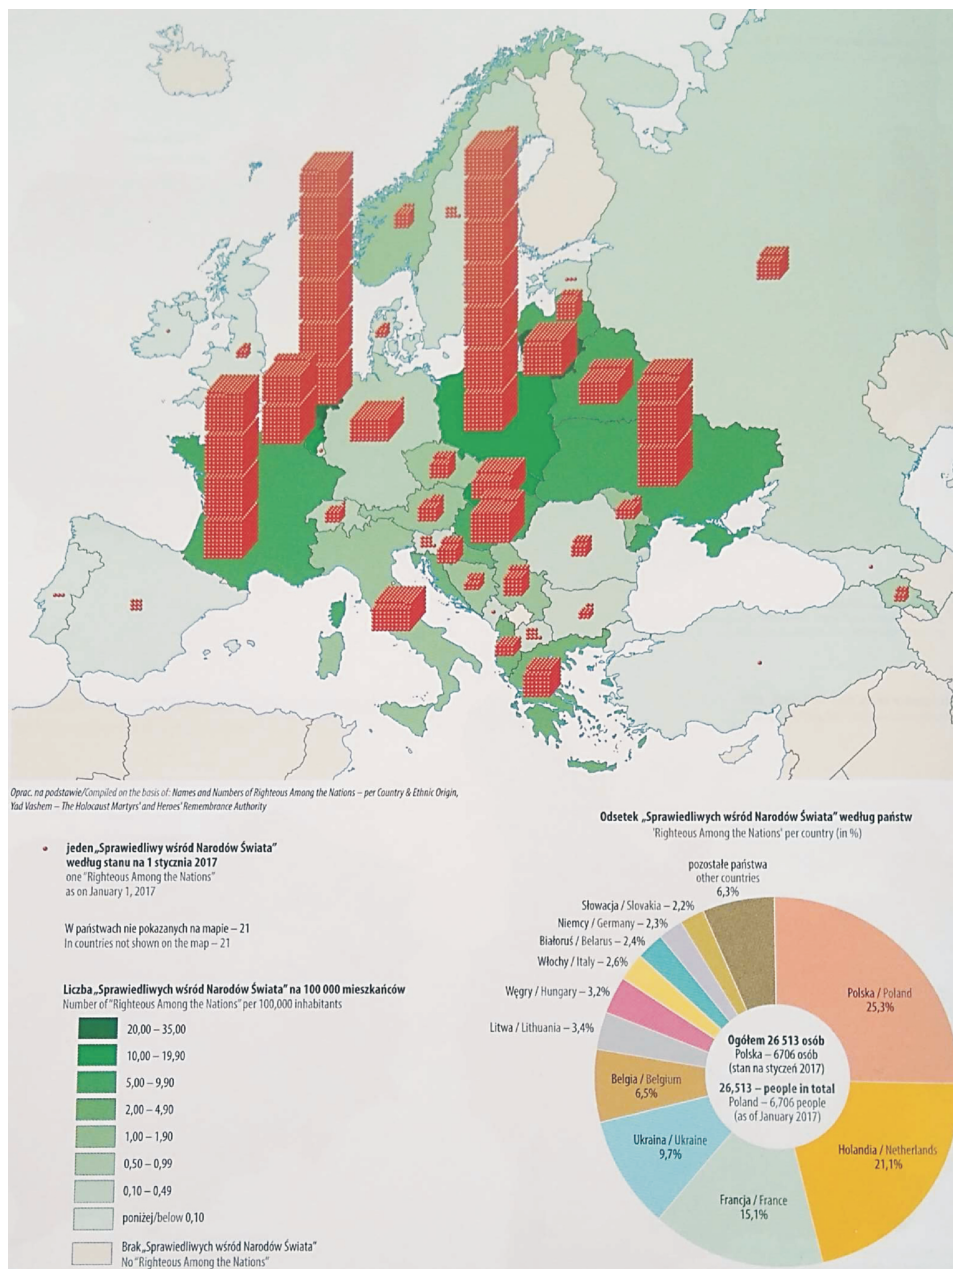 Oprac. na podstawie/Compiled on the basis of: Names and Numbers of Righteous Among the Nations – per Country & Ethnic Origin,
Yad Vashem – The Holocaust Martyrs' and Heroes' Remembrance Authority
jeden „Sprawiedliwy wśród Narodów Świata"
według stanu na 1 stycznia 2017
one "Righteous Among the Nations"
as on January 1, 2017
W państwach nie pokazanych na mapie – 21
In countries not shown on the map – 21
Liczba „Sprawiedliwych wśród Narodów Świata" na 100 000 mieszkańców
Number of "Righteous Among the Nations" per 100,000 inhabitants
20,00 – 35,00
10,00 – 19,90
5,00 – 9,90
2,00 – 4,90
1,00 – 1,90
0,50 – 0,99
0,10 – 0,49
poniżej/below 0,10
Brak „Sprawiedliwych wśród Narodów Świata"
No "Righteous Among the Nations"
Odsetek „Sprawiedliwych wśród Narodów Świata" według państw
'Righteous Among the Nations' per country (in %)
pozostałe państwa
other countries
6,3%
Słowacja / Slovakia – 2,2%
Niemcy / Germany – 2,3%
Białoruś / Belarus – 2,4%
Włochy / Italy – 2,6%
Węgry / Hungary – 3,2%
Litwa / Lithuania – 3,4%
Belgia / Belgium
6,5%
Ukraina / Ukraine
9,7%
Francja / France
15,1%
Holandia / Netherlands
21,1%
Polska / Poland
25,3%
Ogółem 26 513 osób
Polska – 6706 osób
(stan na styczeń 2017)
26,513 – people in total
Poland – 6,706 people
(as of January 2017)